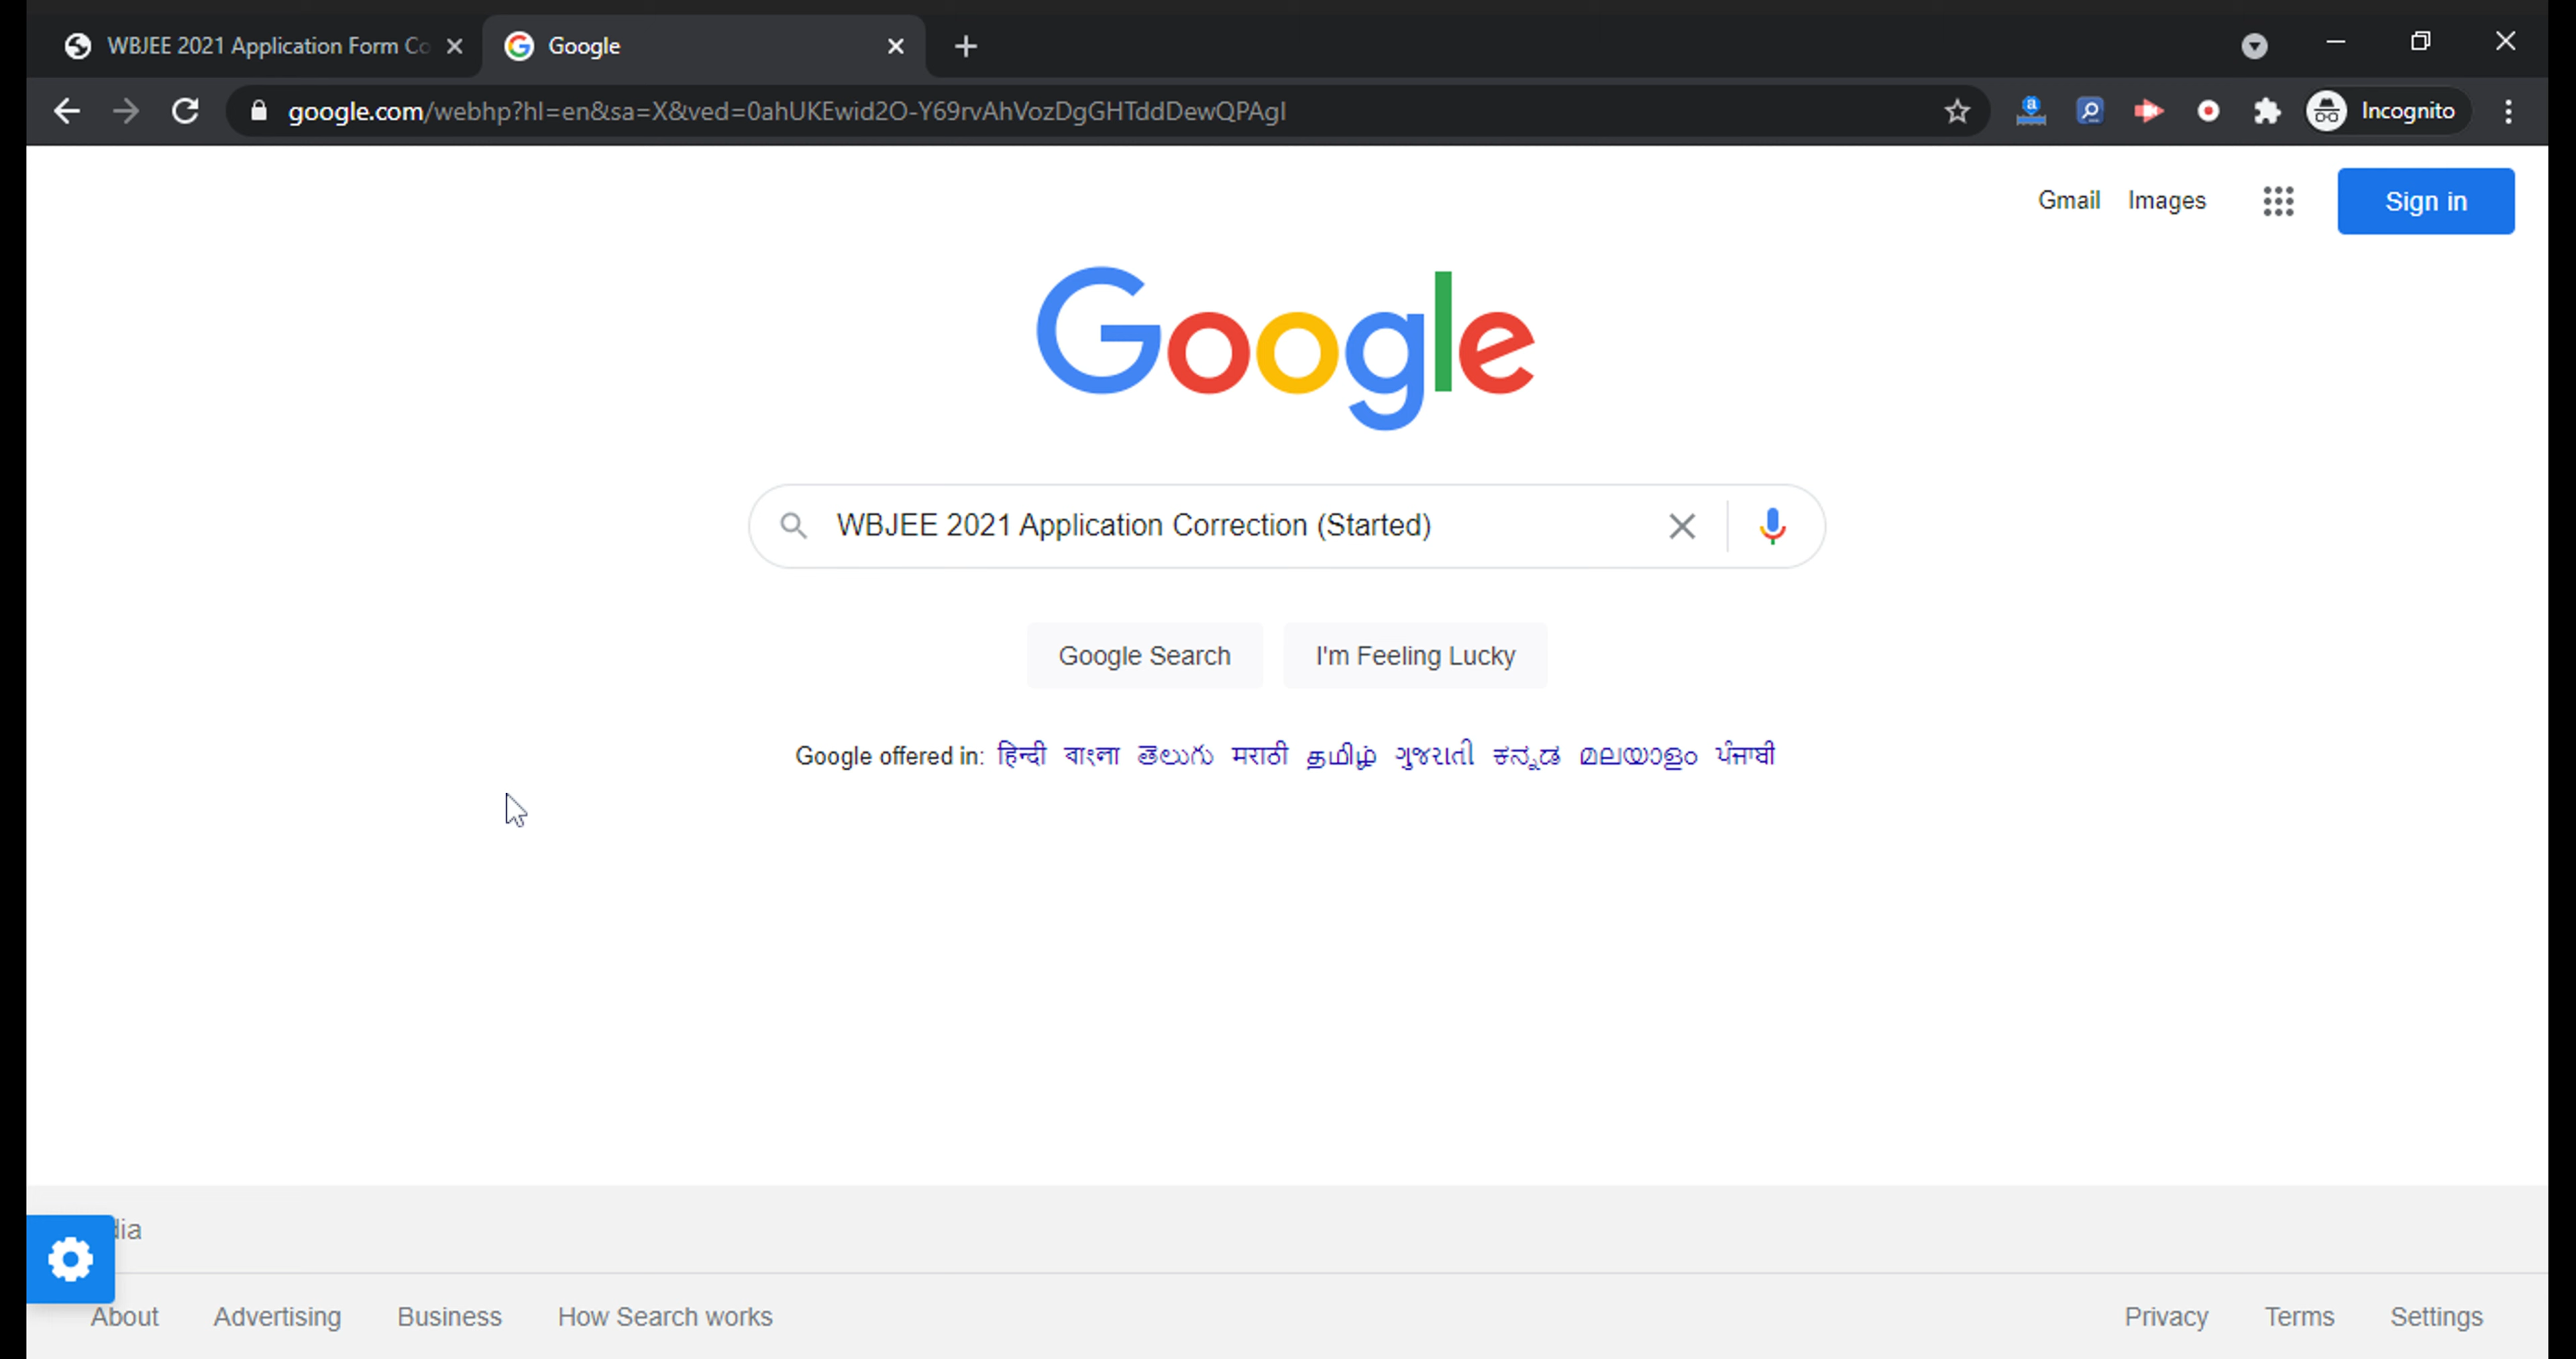 WBJEE 2021 Application Form Co
Google
google.com/webhp?hl=en&sa=X&ved=0ahUKEwid2O-Y69rvAhVozDgGHTddDewQPAgI
Incognito
Gmail Images Sign in
Google
WBJEE 2021 Application Correction (Started)
Google Search I'm Feeling Lucky
Google offered in: हिन्दी বাংলা తెలుగు मराठी தமிழ் ગુજરાતી ಕನ್ನಡ മലയാളം ਪੰਜਾਬੀ
dia
About Advertising Business How Search works Privacy Terms Settings